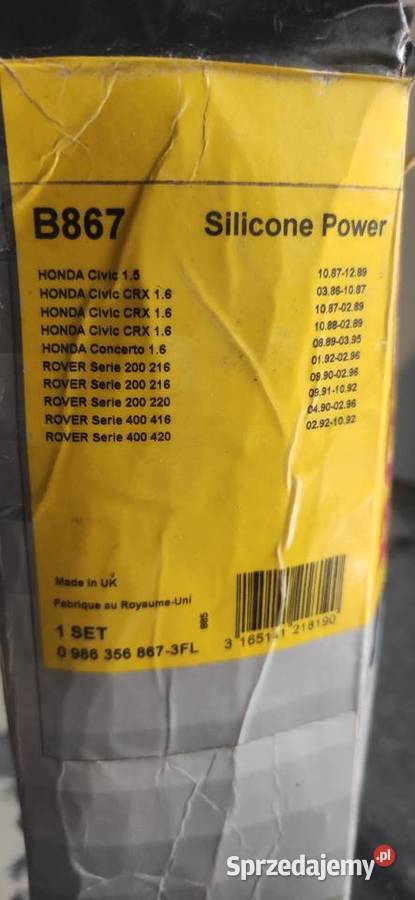 B867 Silicone Power
HONDA Civic 1.5 10.87-12.89
HONDA Civic CRX 1.6 03.86-10.87
HONDA Civic CRX 1.6 10.87-02.89
HONDA Civic CRX 1.6 10.88-02.89
HONDA Concerto 1.6 08.89-03.95
ROVER Serie 200 216 01.92-02.96
ROVER Serie 200 216 09.90-02.96
ROVER Serie 200 220 09.91-10.92
ROVER Serie 400 416 04.90-02.96
ROVER Serie 400 420 02.92-10.92
Made in UK
Fabrique au Royaume-Uni
885
1 SET
0 986 356 867-3FL
3 165141 218190
Sprzedajemy.pl